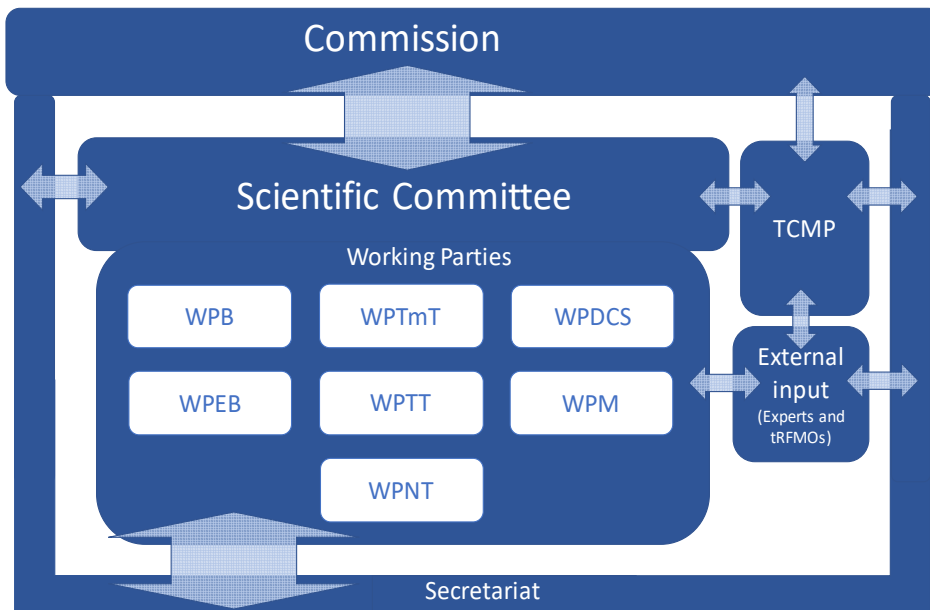 Commission
Scientific Committee
TCMP
Working Parties
WPB
WPTmT
WPDCS
WPEB
WPTT
WPM
WPNT
External
input
(Experts and
tRFMOs)
Secretariat